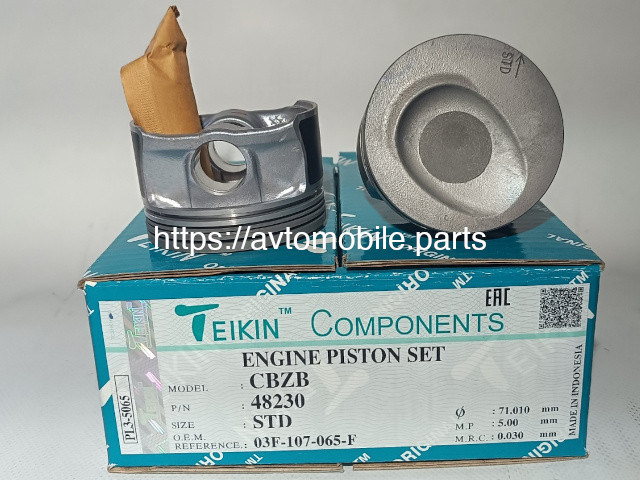 STD
https://avtomobile.parts
TEIKIN™ COMPONENTS
EAC
ENGINE PISTON SET
MODEL : CBZB
P/N : 48230
SIZE : STD
O.E.M.
REFERENCE. : 03F-107-065-F
ϕ : 71.010 mm
M.P : 5.00 mm
M.R.C : 0.030 mm
PL3-5065
MADE IN INDONESIA